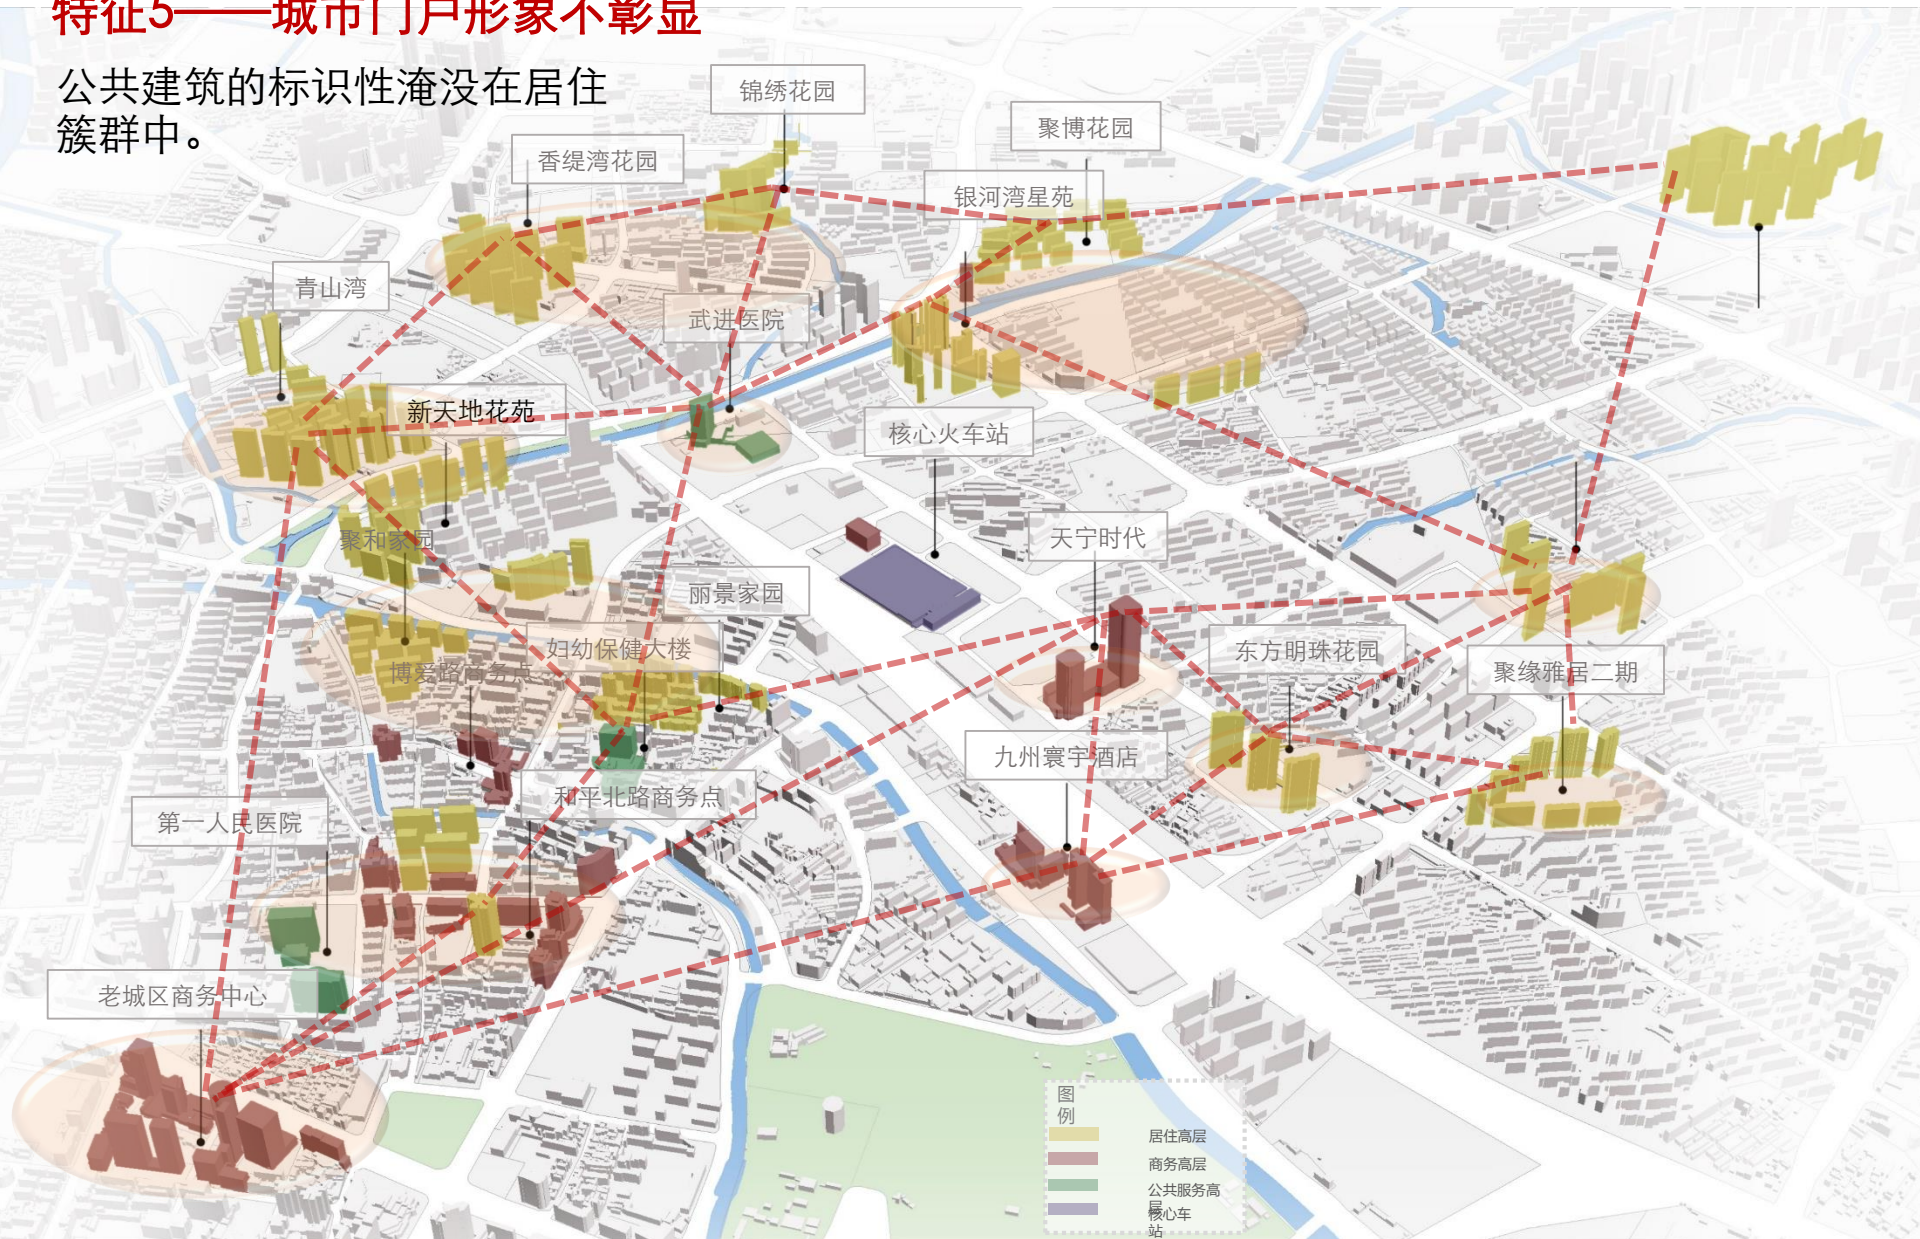 特征5——城市门户形象不彰显
公共建筑的标识性淹没在居住
簇群中。
锦绣花园
聚博花园
香缇湾花园
银河湾星苑
青山湾
武进医院
新天地花苑
核心火车站
聚和家园
天宁时代
丽景家园
妇幼保健大楼
东方明珠花园
博爱路商务点
聚缘雅居二期
九州寰宇酒店
和平北路商务点
第一人民医院
老城区商务中心
图
例
居住高层
商务高层
公共服务高
层
核心车
站